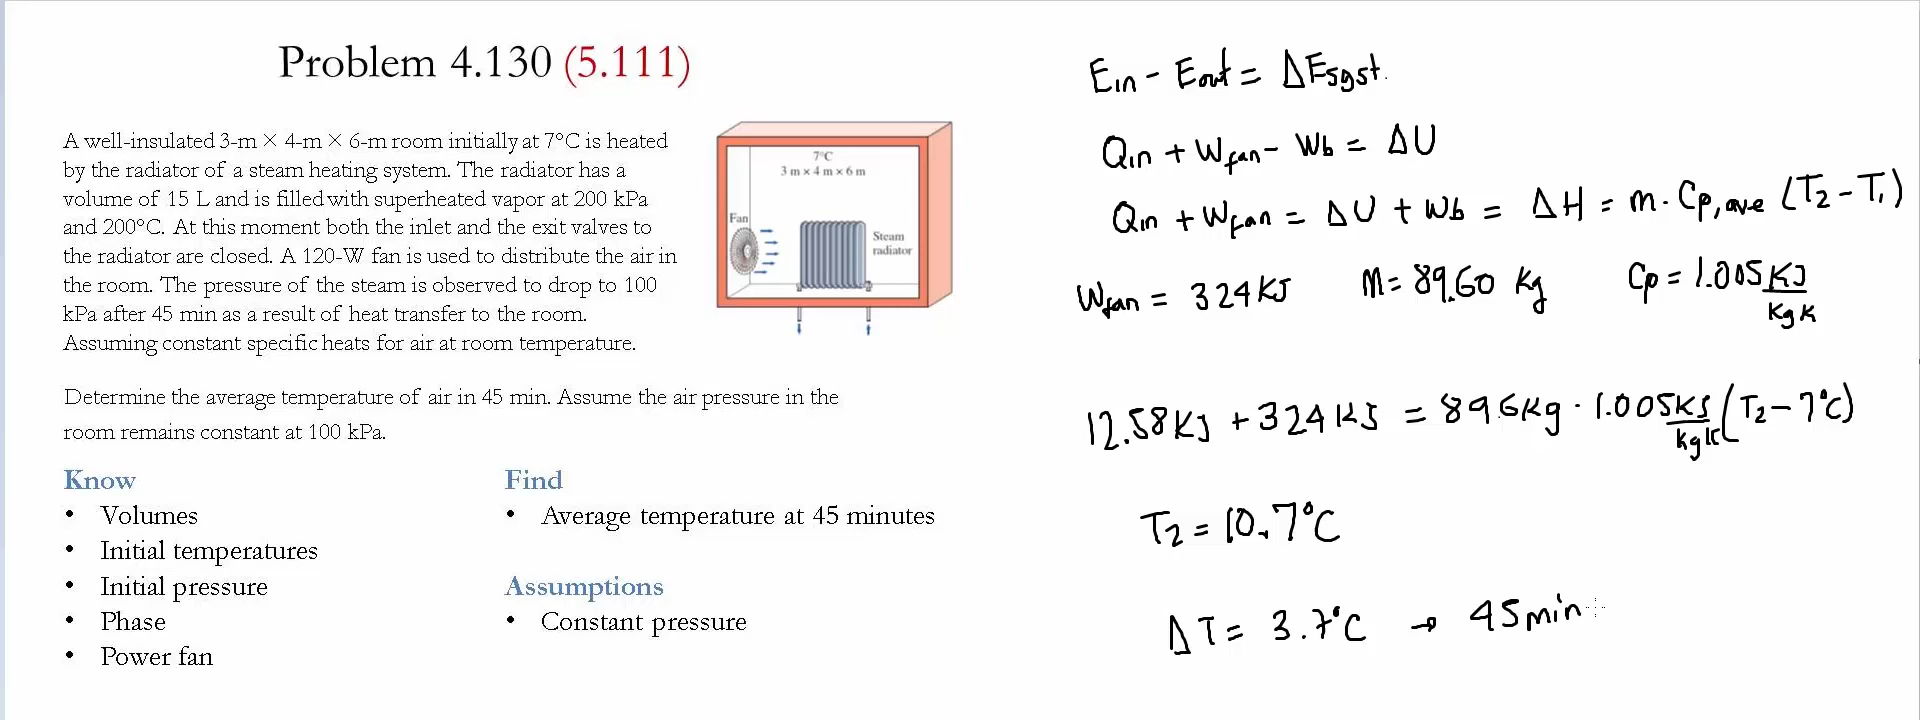 Problem 4.130 (5.111)
A well-insulated 3-m × 4-m × 6-m room initially at 7°C is heated
by the radiator of a steam heating system. The radiator has a
volume of 15 L and is filled with superheated vapor at 200 kPa
and 200°C. At this moment both the inlet and the exit valves to
the radiator are closed. A 120-W fan is used to distribute the air in
the room. The pressure of the steam is observed to drop to 100
kPa after 45 min as a result of heat transfer to the room.
Assuming constant specific heats for air at room temperature.
7°C
3 m × 4 m × 6 m
Fan
Steam
radiator
Determine the average temperature of air in 45 min. Assume the air pressure in the
room remains constant at 100 kPa.
Know
• Volumes
• Initial temperatures
• Initial pressure
• Phase
• Power fan
Find
• Average temperature at 45 minutes
Assumptions
• Constant pressure
Ein - Eout = ΔEsyst.
Qin + Wfan - Wb = ΔU
Qin + Wfan = ΔU + Wb = ΔH = m · Cp,ave (T2 - T1)
Wfan = 324 KJ M = 89.60 Kg Cp = 1.005 KJ/Kg K
12.58 KJ + 324 KJ = 89.6 Kg · 1.005 KJ/Kg K (T2 - 7°C)
T2 = 10.7°C
ΔT = 3.7°C → 45 min